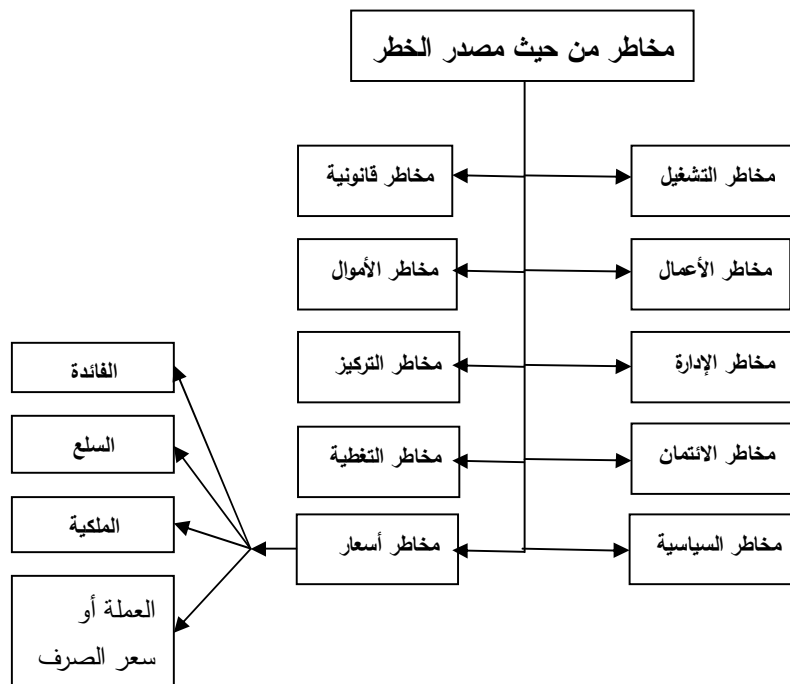 مخاطر من حيث مصدر الخطر
مخاطر التشغيل
مخاطر قانونية
مخاطر الأعمال
مخاطر الأموال
مخاطر الإدارة
مخاطر التركيز
الفائدة
مخاطر الائتمان
مخاطر التغطية
السلع
مخاطر السياسية
مخاطر أسعار
الملكية
العملة أو
سعر الصرف